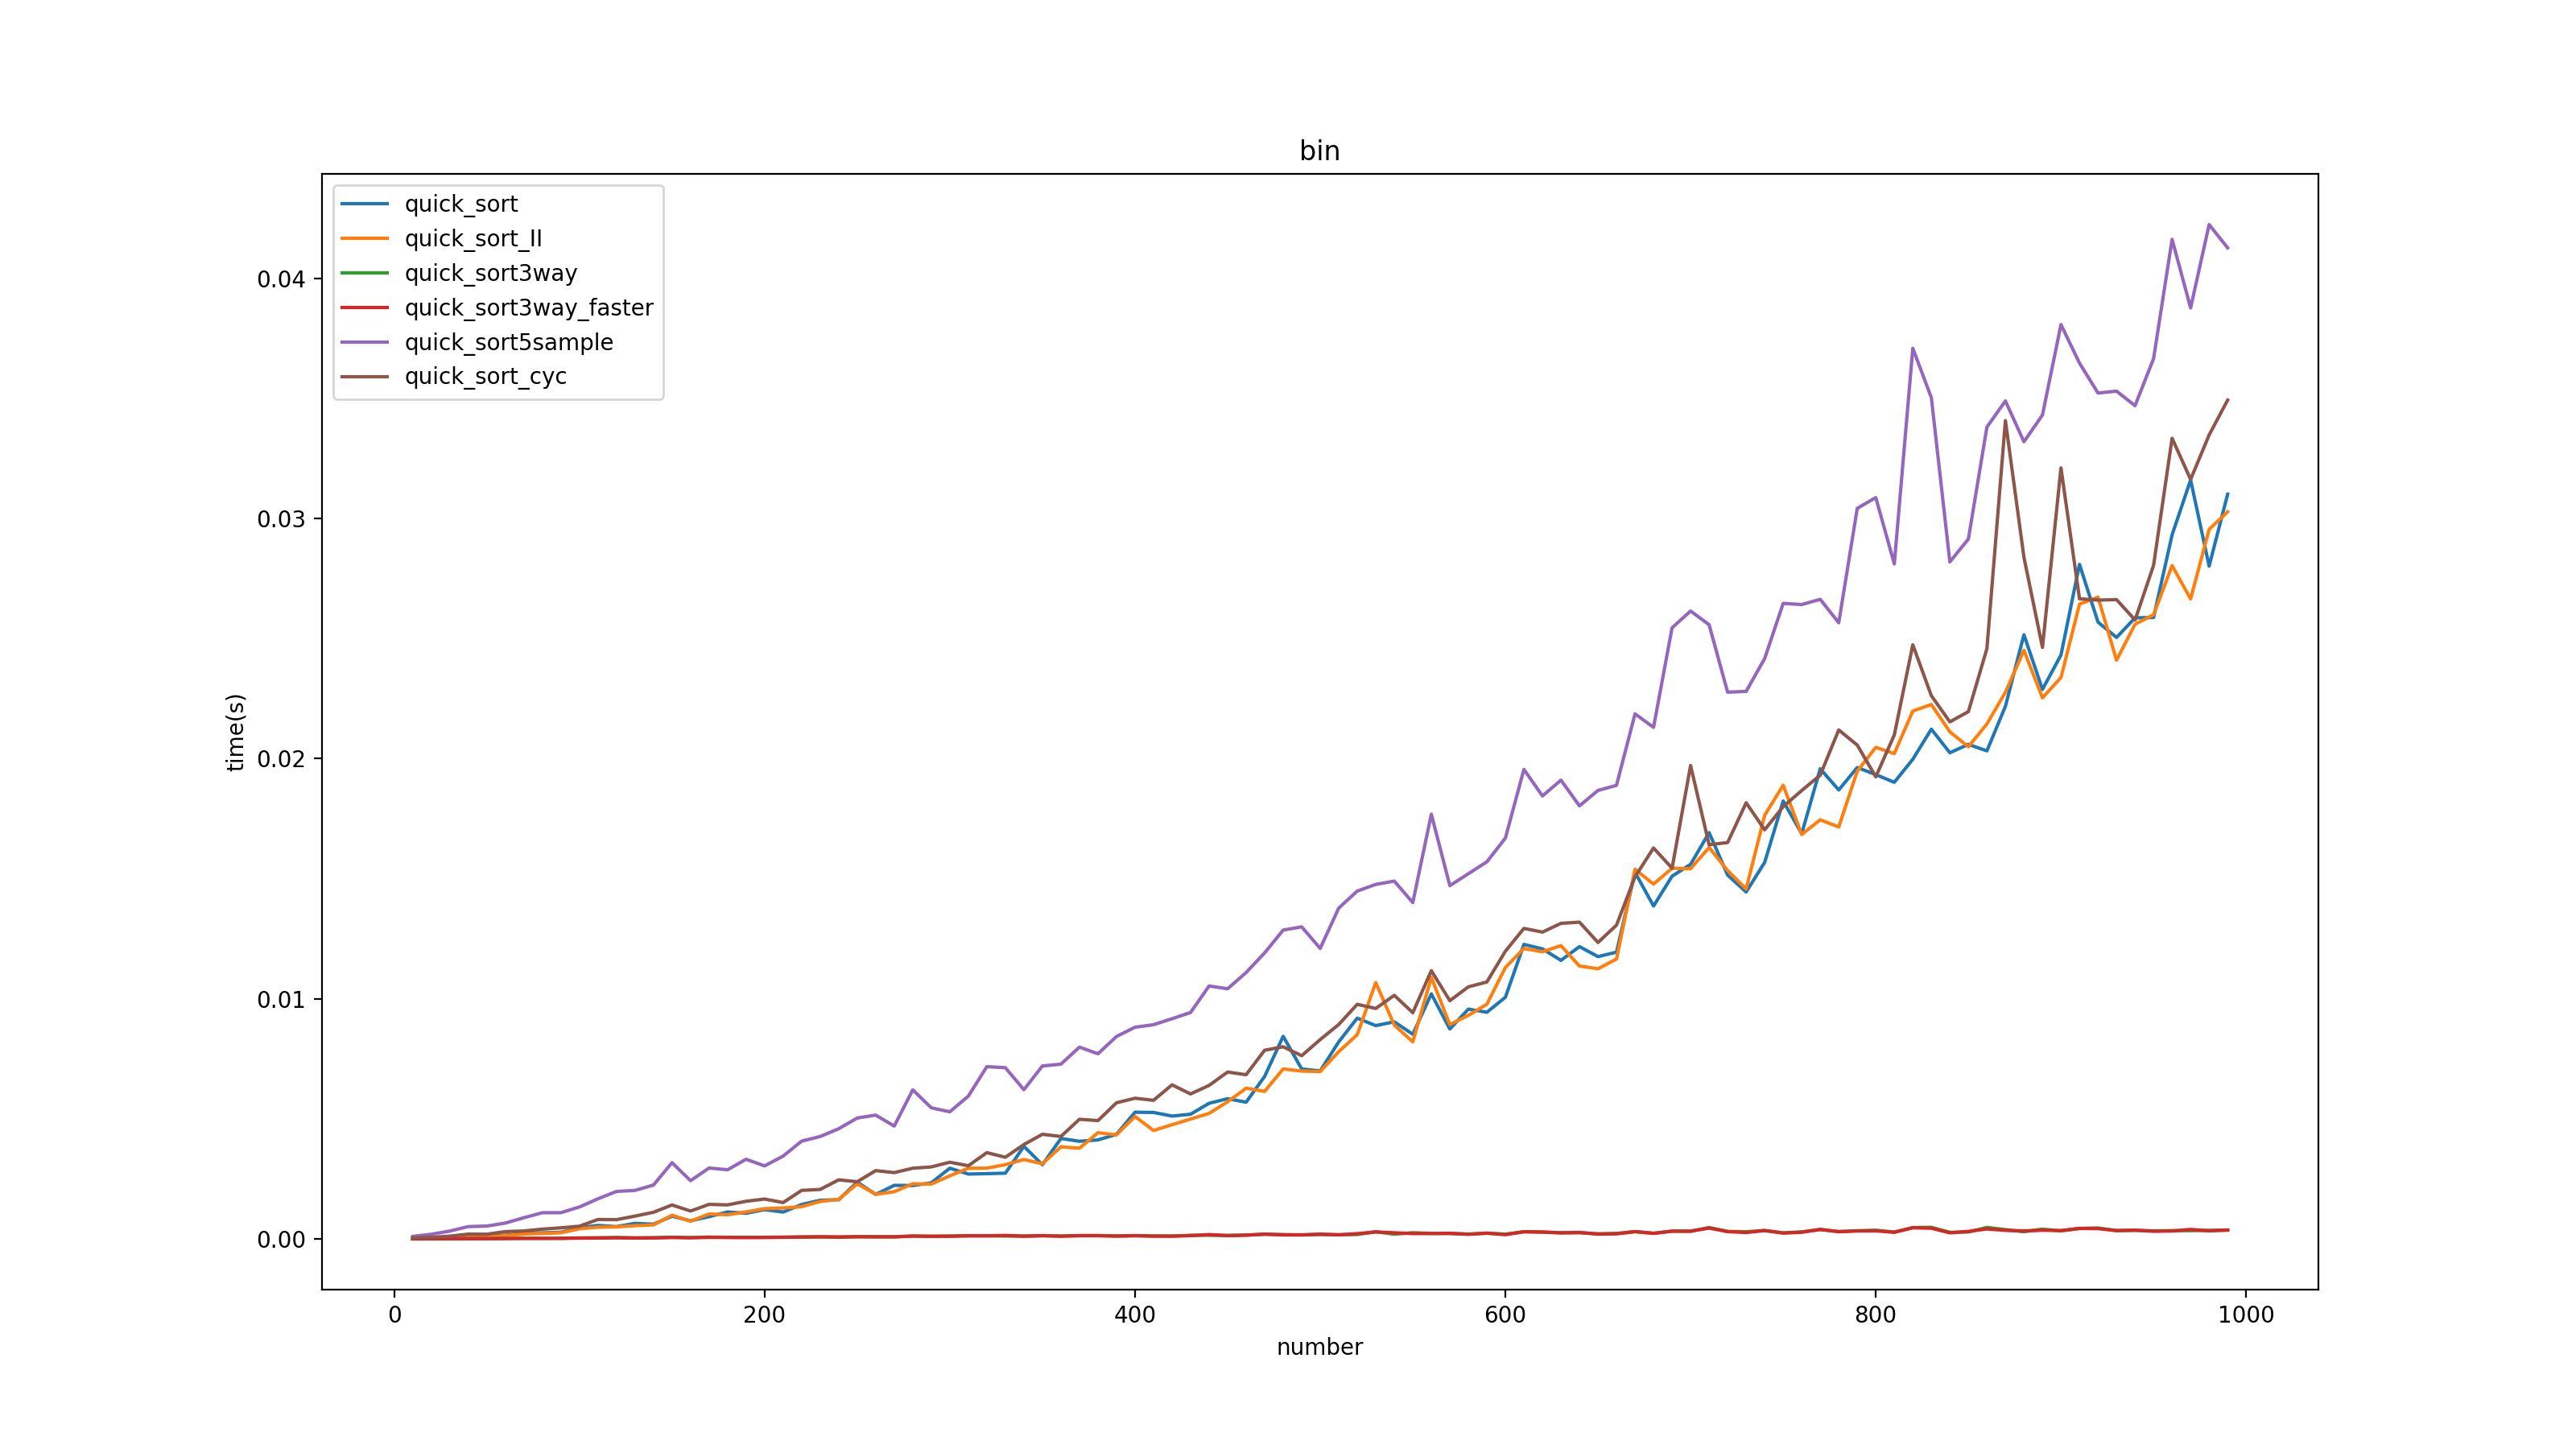 bin
quick_sort
quick_sort_II
quick_sort3way
quick_sort3way_faster
quick_sort5sample
quick_sort_cyc
0.04
0.03
0.02
0.01
0.00
time(s)
0 200 400 600 800 1000
number